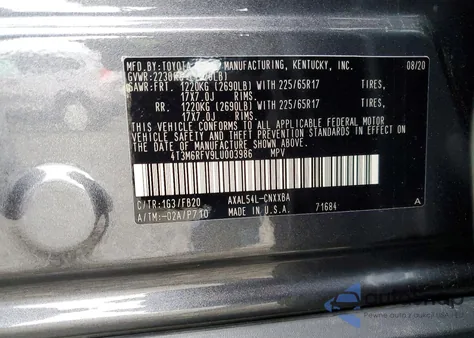 MFD.BY:TOYOTA MANUFACTURING, KENTUCKY, INC. 08/20
GVWR:
GAWR:FRT. 1220KG (2690LB) WITH 225/65R17 TIRES,
17X7.0J RIMS.
RR. 1220KG (2690LB) WITH 225/65R17 TIRES,
17X7.0J RIMS.
THIS VEHICLE CONFORMS TO ALL APPLICABLE FEDERAL MOTOR
VEHICLE SAFETY AND THEFT PREVENTION STANDARDS IN EFFECT
ON THE DATE OF MANUFACTURE SHOWN ABOVE.
4T3M6RFV9LU003986 MPV
C/TR:1G3/FB20 AXAL54L-CNXXBA A
A/TM:-02A/P710 MADE IN U.S.A. 71684
autoshop